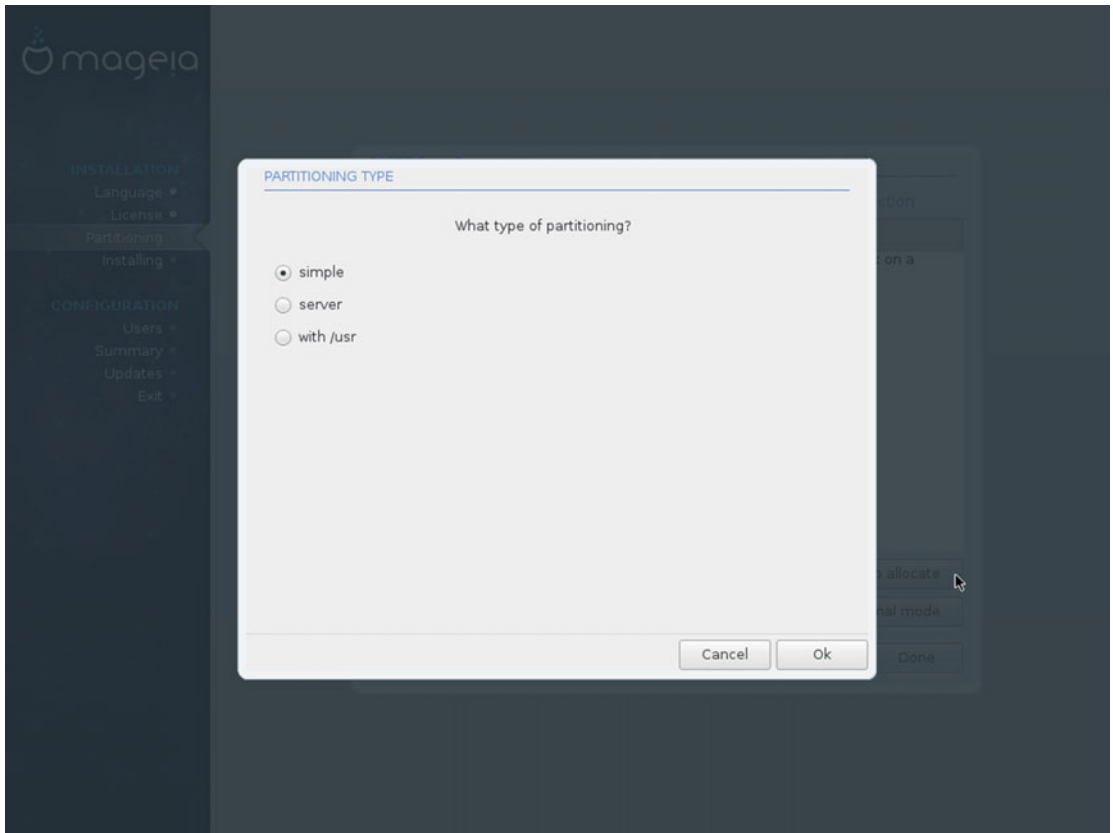 mageia
INSTALLATION
Language
License
Partitioning
Installing
CONFIGURATION
Users
Summary
Updates
Exit
PARTITIONING TYPE
What type of partitioning?
simple
server
with /usr
Cancel
Ok
on a
allocate
mode
Done